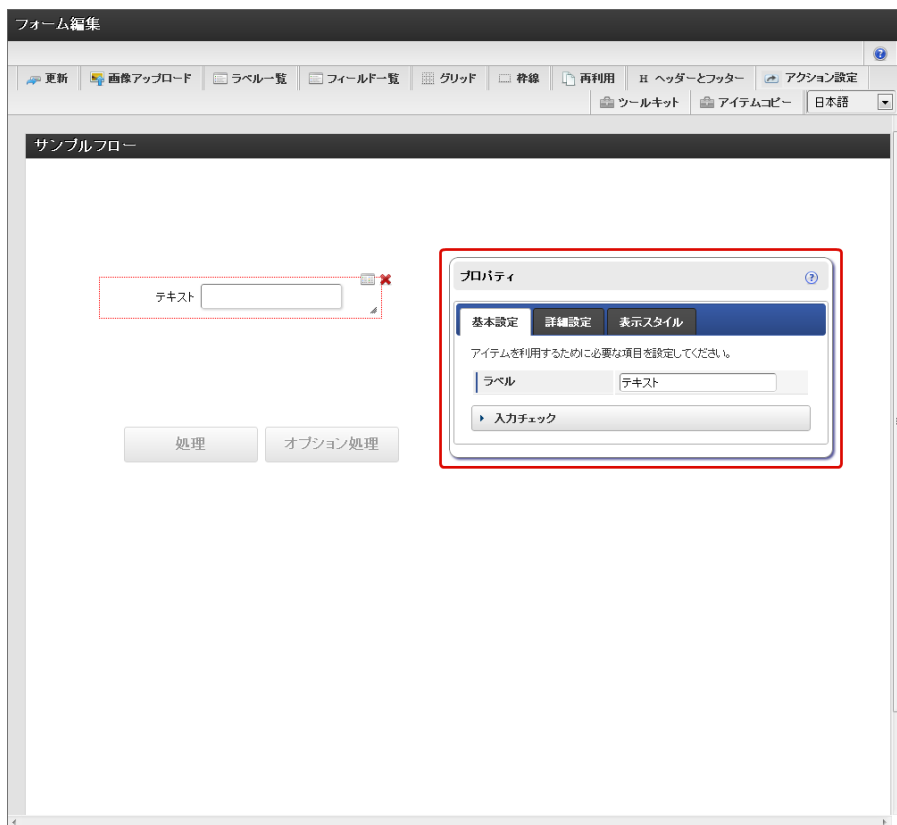 フォーム編集
更新 画像アップロード ラベル一覧 フィールド一覧 グリッド 枠線 再利用 H ヘッダーとフッター アクション設定
ツールキット アイテムコピー 日本語
サンプルフロー
プロパティ
テキスト
基本設定 詳細設定 表示スタイル
アイテムを利用するために必要な項目を設定してください。
ラベル テキスト
入力チェック
処理 オプション処理